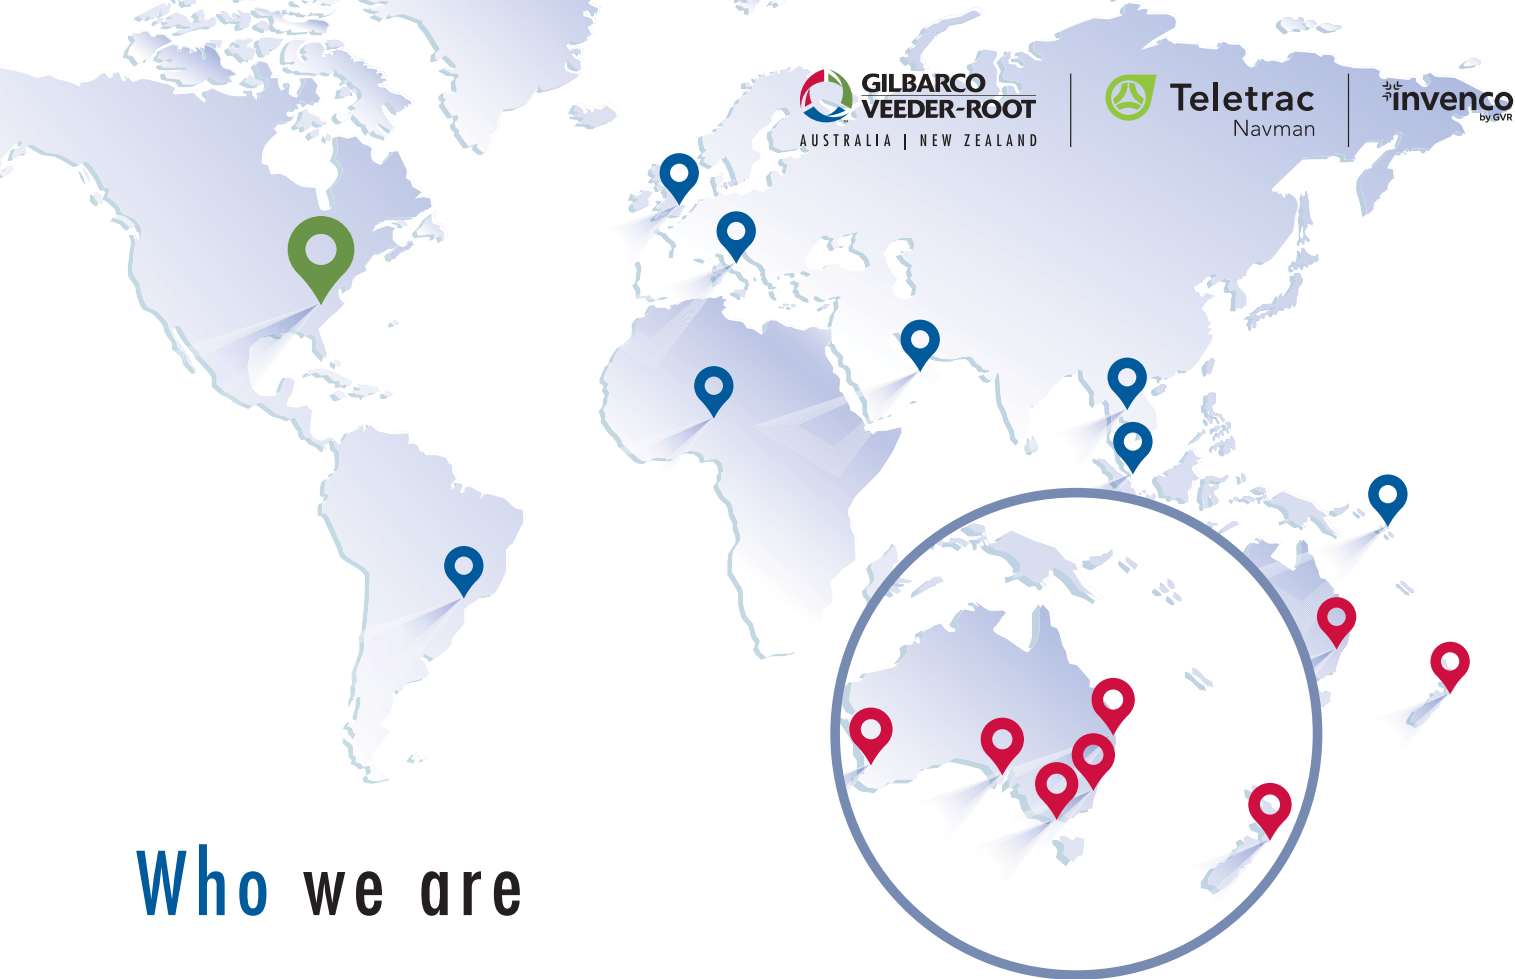 GILBARCO
VEEDER-ROOT
AUSTRALIA | NEW ZEALAND
Teletrac
Navman
invenco
by GVR
Who we are